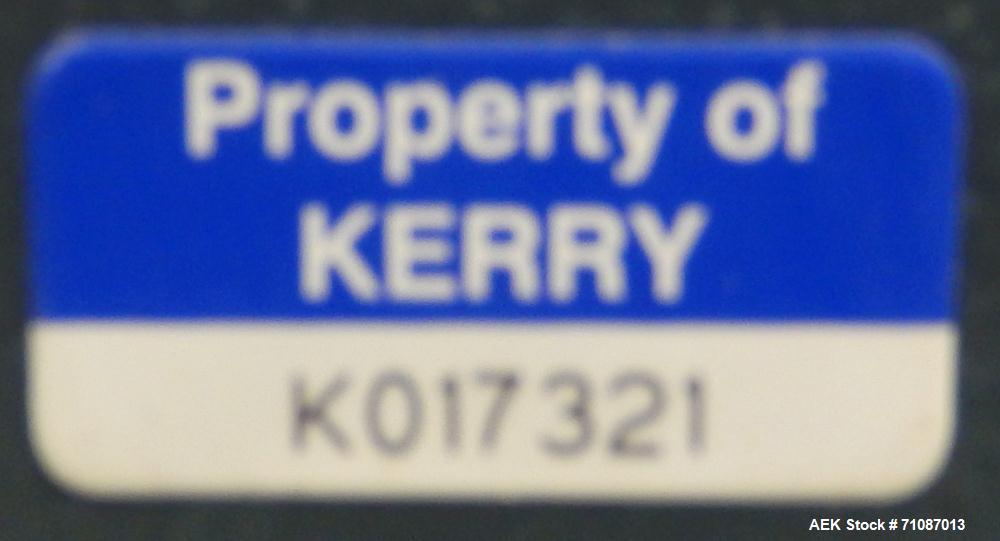 Property of
KERRY
K017321
AEK Stock # 71087013